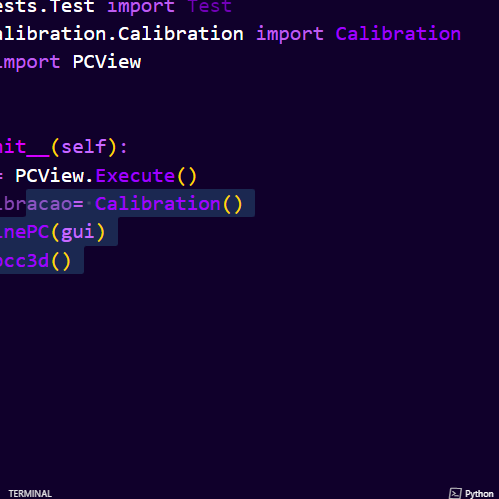 ests.Test import Test
alibration.Calibration import Calibration
import PCView
nit__(self):
= PCView.Execute()
ibracao= Calibration()
inePC(gui)
occ3d()
TERMINAL
Python